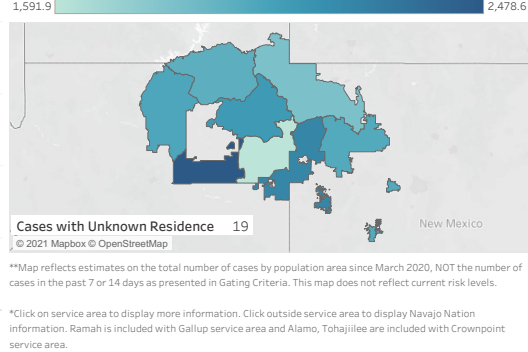 1,591.9 2,478.6
Cases with Unknown Residence 19
© 2021 Mapbox © OpenStreetMap
New Mexico
**Map reflects estimates on the total number of cases by population area since March 2020, NOT the number of
cases in the past 7 or 14 days as presented in Gating Criteria. This map does not reflect current risk levels.
*Click on service area to display more information. Click outside service area to display Navajo Nation
information. Ramah is included with Gallup service area and Alamo, Tohajiilee are included with Crownpoint
service area.